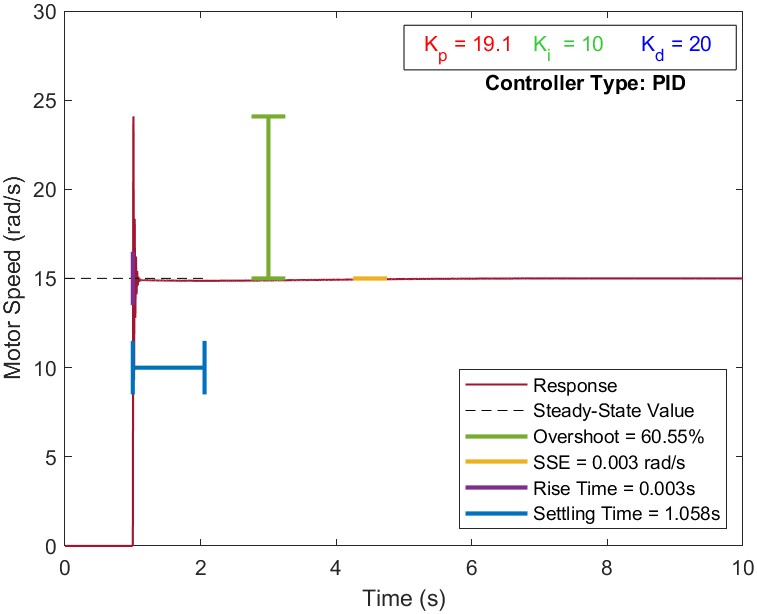 30
25
20
15
10
5
0
Motor Speed (rad/s)
K_p = 19.1 K_i = 10 K_d = 20
Controller Type: PID
Response
Steady-State Value
Overshoot = 60.55%
SSE = 0.003 rad/s
Rise Time = 0.003s
Settling Time = 1.058s
0 2 4 6 8 10
Time (s)